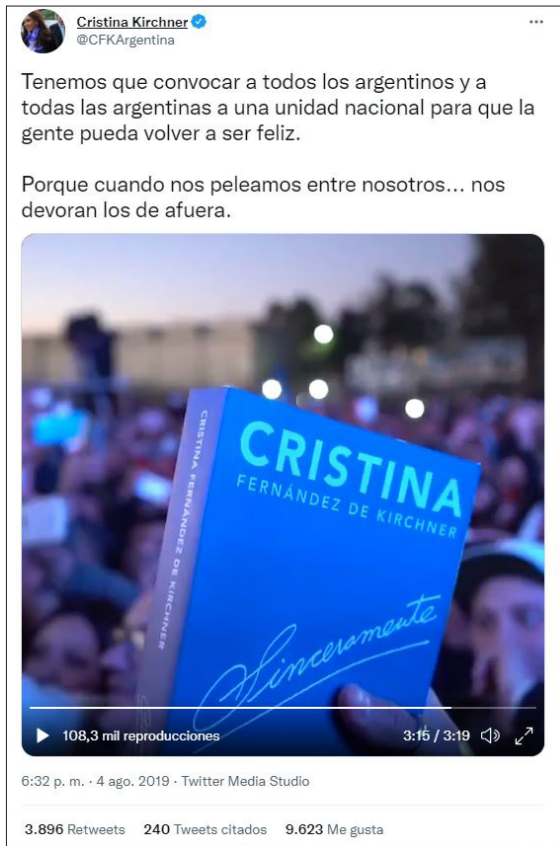 Cristina Kirchner
@CFKArgentina
Tenemos que convocar a todos los argentinos y a
todas las argentinas a una unidad nacional para que la
gente pueda volver a ser feliz.
Porque cuando nos peleamos entre nosotros... nos
devoran los de afuera.
CRISTINA FERNÁNDEZ DE KIRCHNER
CRISTINA
FERNÁNDEZ DE KIRCHNER
Sinceramente
108,3 mil reproducciones
3:15 / 3:19
6:32 p. m. · 4 ago. 2019 · Twitter Media Studio
3.896 Retweets 240 Tweets citados 9.623 Me gusta